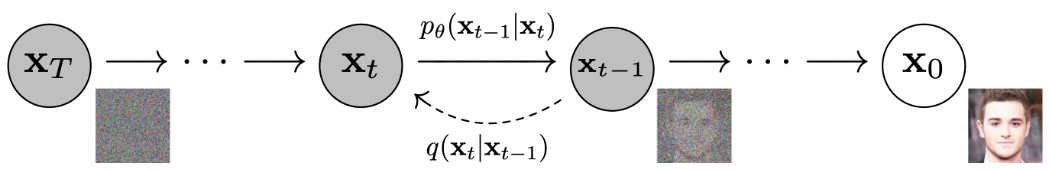 p_θ(x_{t−1}|x_t)
x_T ⋯ x_t x_{t−1} ⋯ x_0
q(x_t|x_{t−1})